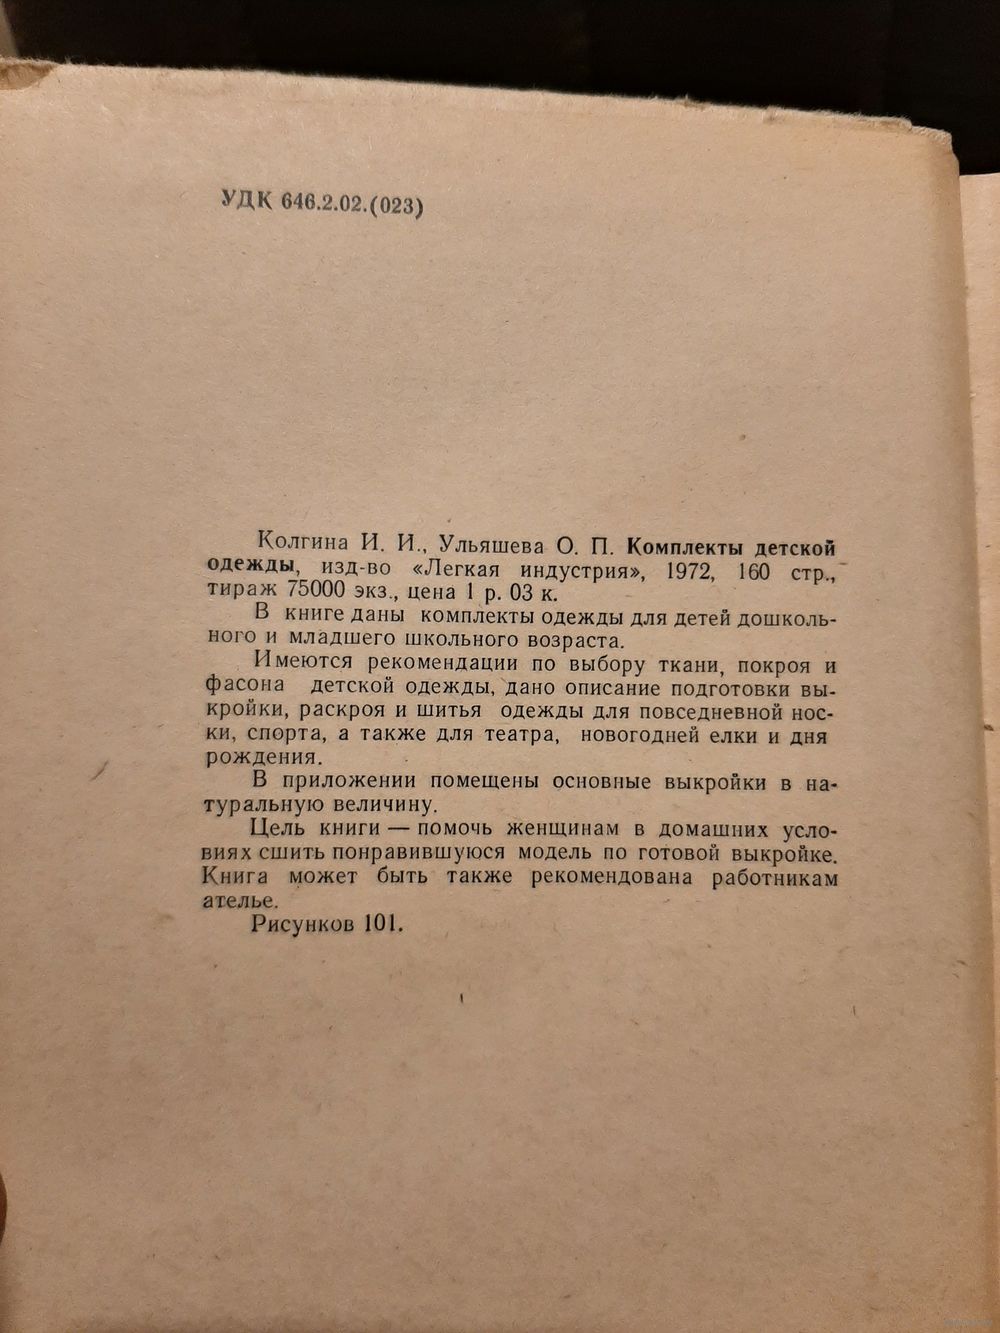 УДК 646.2.02.(023)
Колгина И. И., Ульяшева О. П. Комплекты детской
одежды, изд-во «Легкая индустрия», 1972, 160 стр.,
тираж 75000 экз., цена 1 р. 03 к.
В книге даны комплекты одежды для детей дошколь-
ного и младшего школьного возраста.
Имеются рекомендации по выбору ткани, покроя и
фасона детской одежды, дано описание подготовки вы-
кройки, раскроя и шитья одежды для повседневной нос-
ки, спорта, а также для театра, новогодней елки и дня
рождения.
В приложении помещены основные выкройки в на-
туральную величину.
Цель книги — помочь женщинам в домашних усло-
виях сшить понравившуюся модель по готовой выкройке.
Книга может быть также рекомендована работникам
ателье.
Рисунков 101.